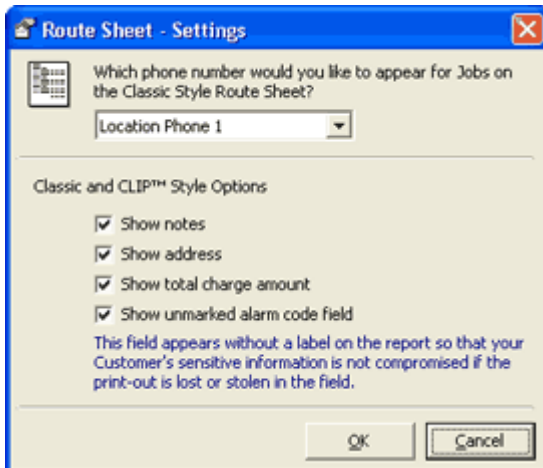 Route Sheet - Settings
Which phone number would you like to appear for Jobs on
the Classic Style Route Sheet?
Location Phone 1
Classic and CLIP™ Style Options
Show notes
Show address
Show total charge amount
Show unmarked alarm code field
This field appears without a label on the report so that your
Customer's sensitive information is not compromised if the
print-out is lost or stolen in the field.
OK Cancel